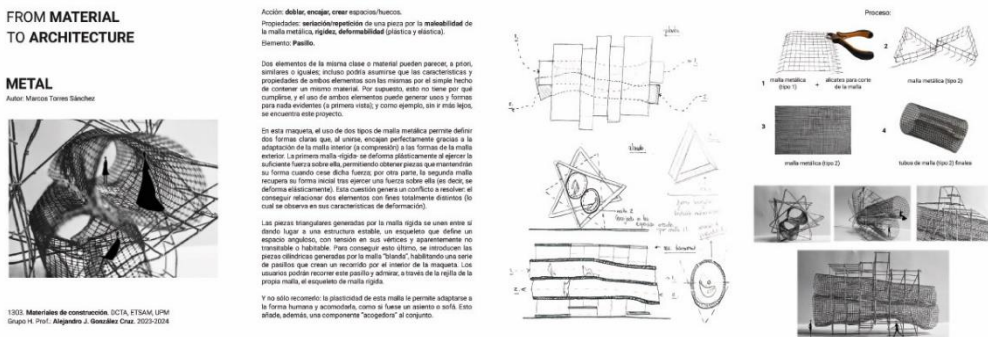 FROM MATERIAL
TO ARCHITECTURE
METAL
Autor: Marcos Torres Sánchez
1303. Materiales de construcción. DCTA, ETSAM, UPM
Grupo H. Prof.: Alejandro J. González Cruz. 2023-2024
Acción: doblar, encajar, crear espacios/huecos.
Propiedades: seriación/repetición de una pieza por la maleabilidad de
la malla metálica, rigidez, deformabilidad (plástica y elástica).
Elemento: Pasillo.
Dos elementos de la misma clase o material pueden parecer, a priori,
similares o iguales; incluso podría asumirse que las características y
propiedades de ambos elementos son las mismas por el simple hecho
de contener un mismo material. Por supuesto, esto no tiene por qué
cumplirse, y el uso de ambos elementos puede generar usos y formas
para nada evidentes (a primera vista); y como ejemplo, sin ir más lejos,
se encuentra este proyecto.
En esta maqueta, el uso de dos tipos de malla metálica permite definir
dos formas claras que, al unirse, encajan perfectamente gracias a la
adaptación de la malla interior (a compresión) a las formas de la malla
exterior. La primera malla -rígida- se deforma plásticamente al ejercer la
suficiente fuerza sobre ella, permitiendo obtener piezas que mantendrán
su forma cuando cese dicha fuerza; por otra parte, la segunda malla
recupera su forma inicial tras ejercer una fuerza sobre ella (es decir, se
deforma elásticamente). Esta cuestión genera un conflicto a resolver: el
conseguir relacionar dos elementos con fines totalmente distintos (lo
cual se observa en sus características de deformación).
Las piezas triangulares generadas por la malla rígida se unen entre sí
dando lugar a una estructura estable, un esqueleto que define un
espacio anguloso, con tensión en sus vértices y aparentemente no
transitable o habitable. Para conseguir esto último, se introducen las
piezas cilíndricas generadas por la malla "blanda", habilitando una serie
de pasillos que crean un recorrido por el interior de la maqueta. Los
usuarios podrán recorrer este pasillo y admirar, a través de la rejilla de la
propia malla, el esqueleto de malla rígida.
Y no sólo recorrerlo: la plasticidad de esta malla le permite adaptarse a
la forma humana y acomodarla, como si fuese un asiento o sofá. Esto
añade, además, una componente "acogedora" al conjunto.
planta
alzado
Proceso:
1
malla metálica
(tipo 1)
+
alicates para corte
de la malla
2
malla metálica (tipo 2)
3
malla metálica (tipo 2)
4
tubos de malla (tipo 2) finales